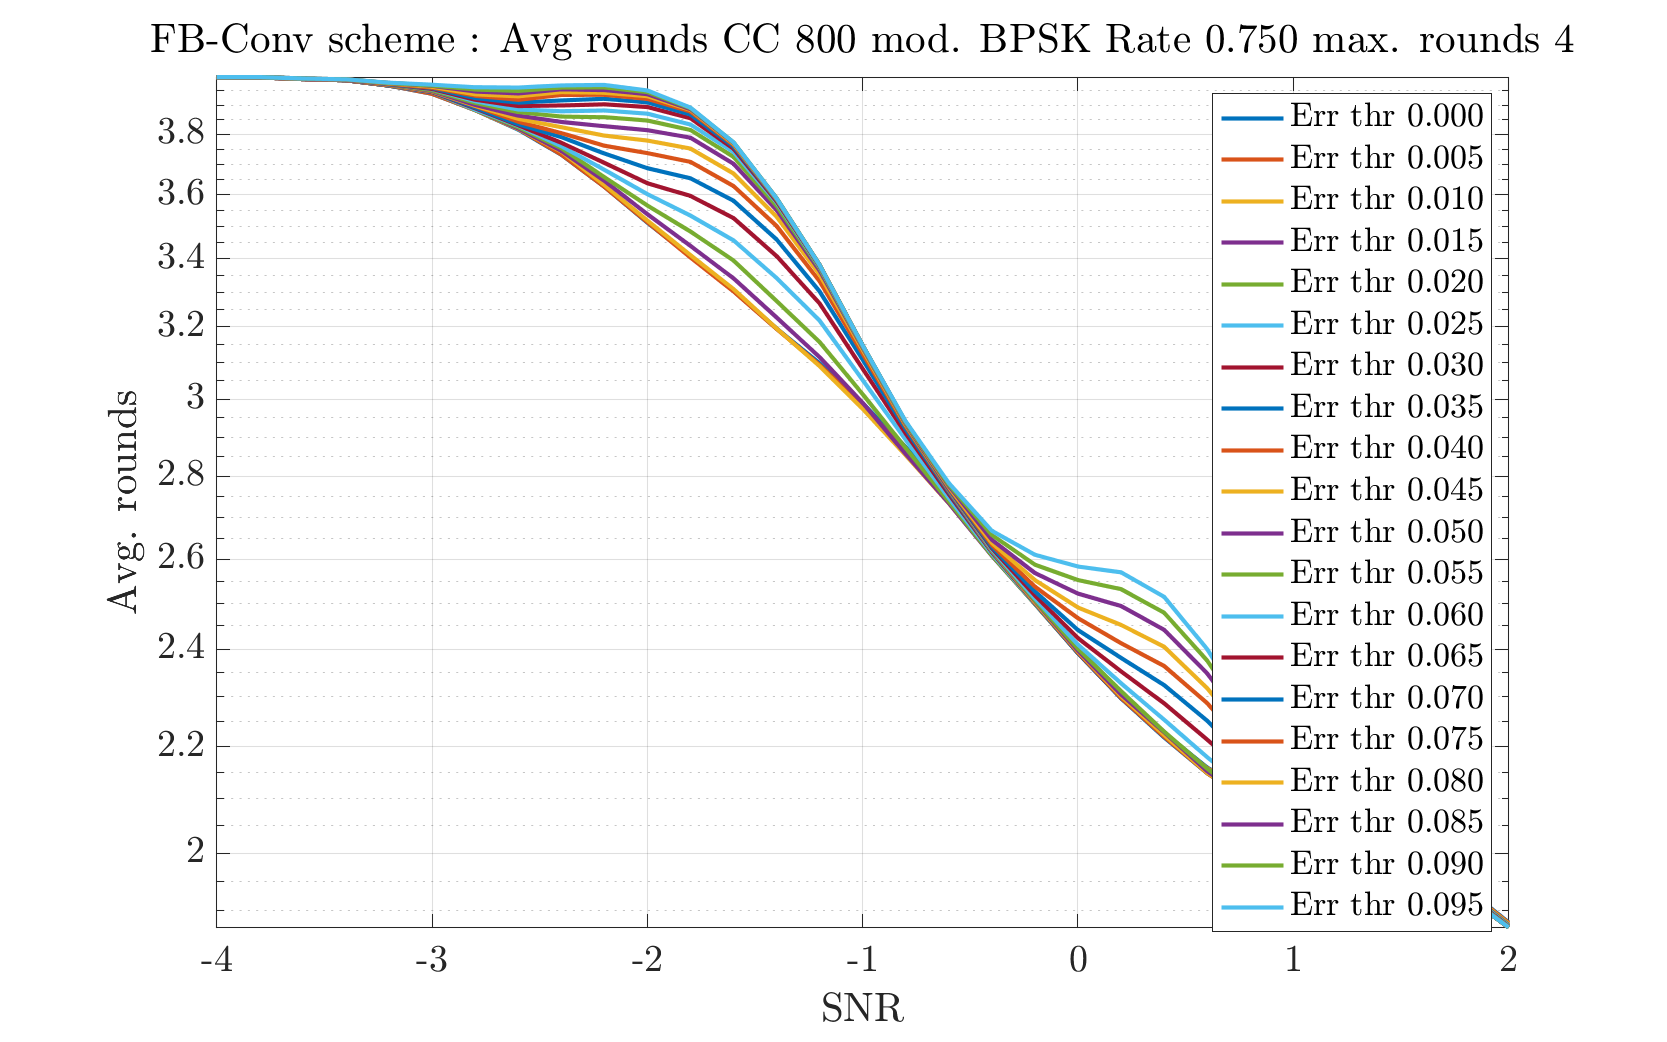 FB-Conv scheme : Avg rounds CC 800 mod. BPSK Rate 0.750 max. rounds 4
Avg. rounds
3.8
3.6
3.4
3.2
3
2.8
2.6
2.4
2.2
2
-4
-3
-2
-1
0
1
2
SNR
Err thr 0.000
Err thr 0.005
Err thr 0.010
Err thr 0.015
Err thr 0.020
Err thr 0.025
Err thr 0.030
Err thr 0.035
Err thr 0.040
Err thr 0.045
Err thr 0.050
Err thr 0.055
Err thr 0.060
Err thr 0.065
Err thr 0.070
Err thr 0.075
Err thr 0.080
Err thr 0.085
Err thr 0.090
Err thr 0.095